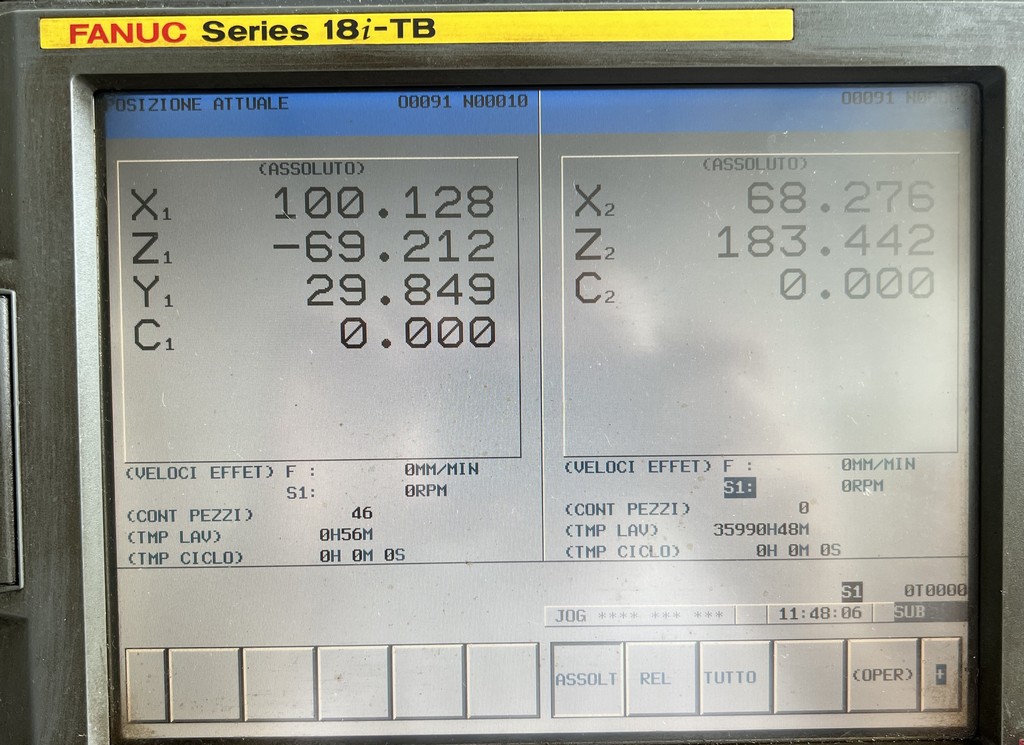 FANUC Series 18i-TB
POSIZIONE ATTUALE O0091 N00010
(ASSOLUTO)
X1 100.128
Z1 -69.212
Y1 29.849
C1 0.000
(VELOCI EFFET) F : 0MM/MIN
S1: 0RPM
(CONT PEZZI) 46
(TMP LAV) 0H56M
(TMP CICLO) 0H 0M 0S
O0091
(ASSOLUTO)
X2 68.276
Z2 183.442
C2 0.000
(VELOCI EFFET) F : 0MM/MIN
S1: 0RPM
(CONT PEZZI) 0
(TMP LAV) 35990H48M
(TMP CICLO) 0H 0M 0S
S1 0T0000
JOG **** *** *** 11:48:06 SUB
ASSOLT REL TUTTO (OPER) +